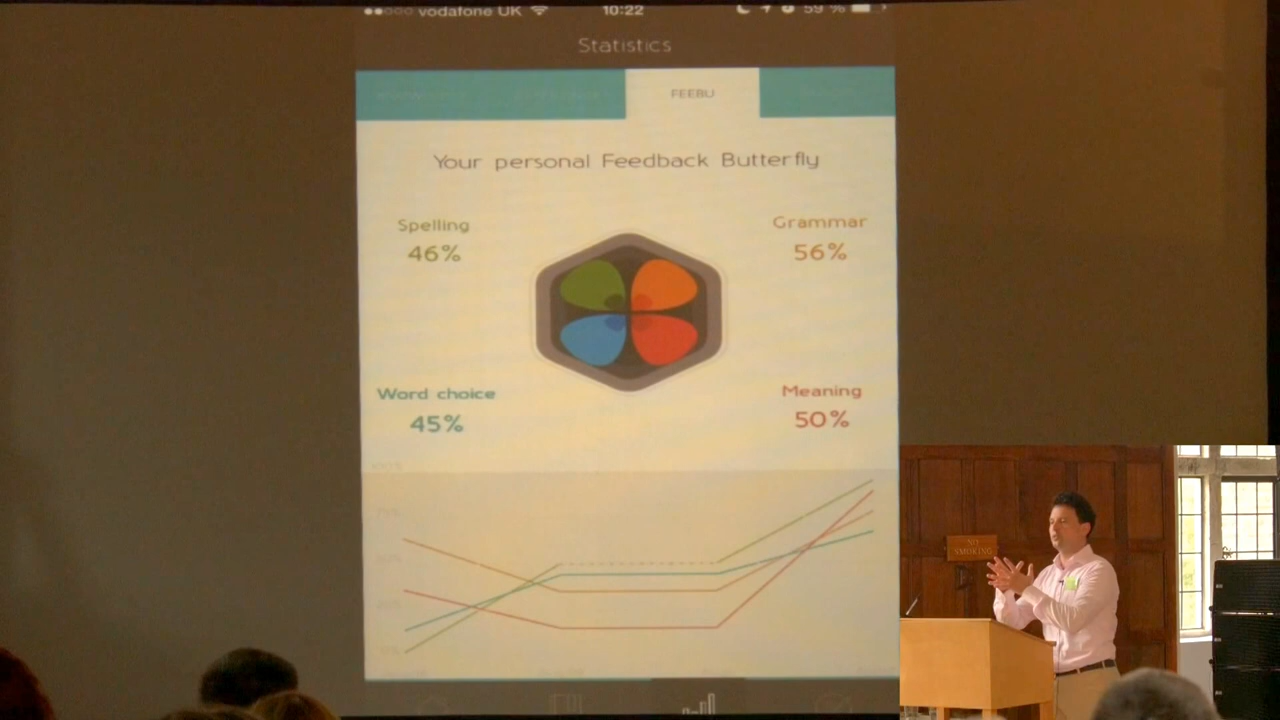 vodafone UK 10:22 59 %
Statistics
FEEBU
Your personal Feedback Butterfly
Spelling
46%
Grammar
56%
Word choice
45%
Meaning
50%
NO
SMOKING